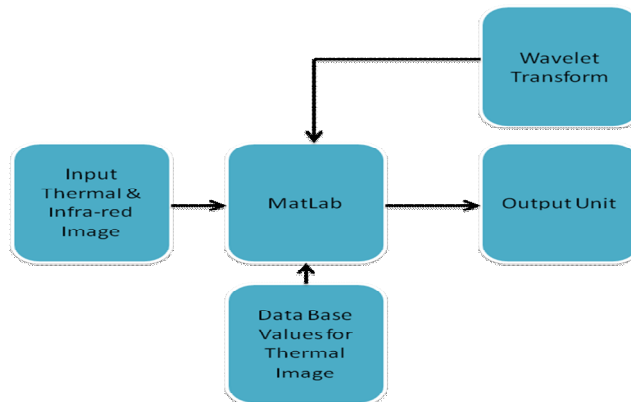 Wavelet
Transform
Input
Thermal &
Infra-red
Image
MatLab
Output Unit
Data Base
Values for
Thermal
Image